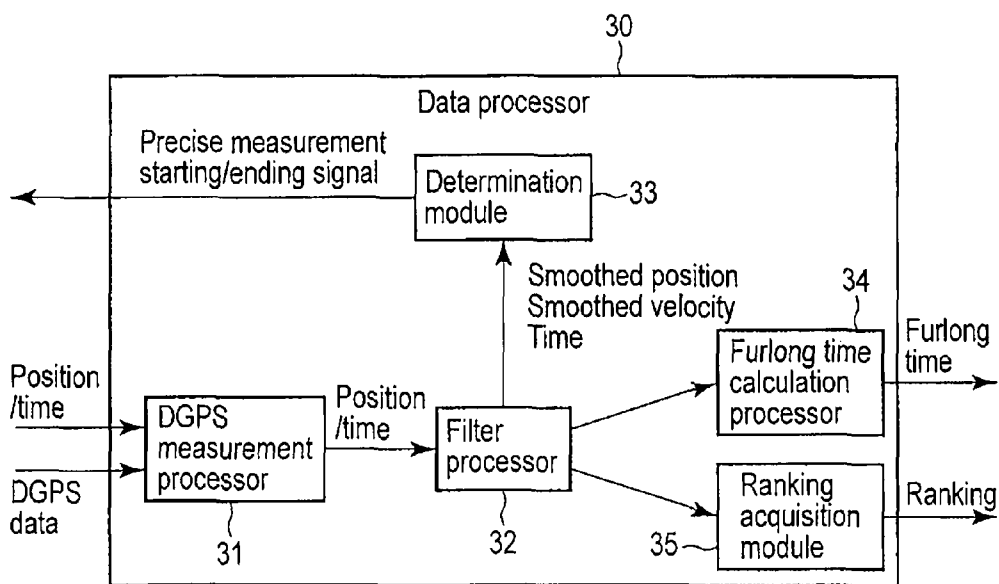 30
Data processor
Precise measurement
starting/ending signal
Determination
module
33
Smoothed position
Smoothed velocity
Time
34
Furlong time
calculation
processor
Furlong
time
Position
/time
DGPS
measurement
processor
Position
/time
Filter
processor
DGPS
data
31
32
35
Ranking
acquisition
module
Ranking